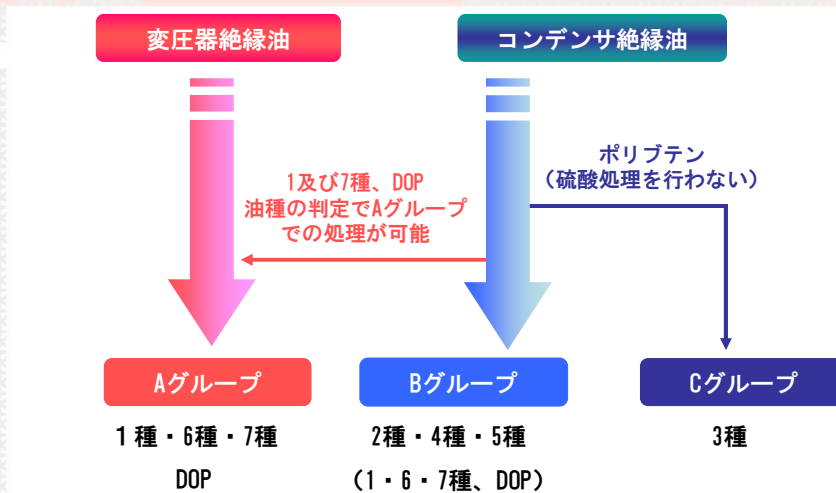 変圧器絶縁油
コンデンサ絶縁油
ポリブテン
（硫酸処理を行わない）
1及び7種、DOP
油種の判定でAグループ
での処理が可能
Aグループ
Bグループ
Cグループ
１種・6種・7種
DOP
2種・4種・5種
（1・6・7種、DOP）
3種